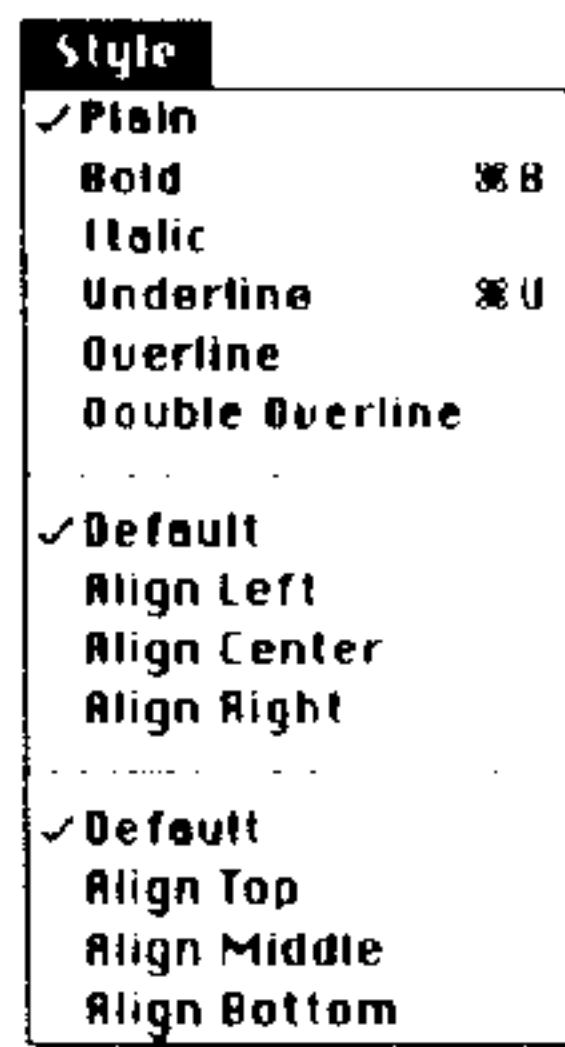 Style
✓ Plain
Bold ⌘B
Italic
Underline ⌘U
Overline
Double Overline
✓ Default
Align Left
Align Center
Align Right
✓ Default
Align Top
Align Middle
Align Bottom